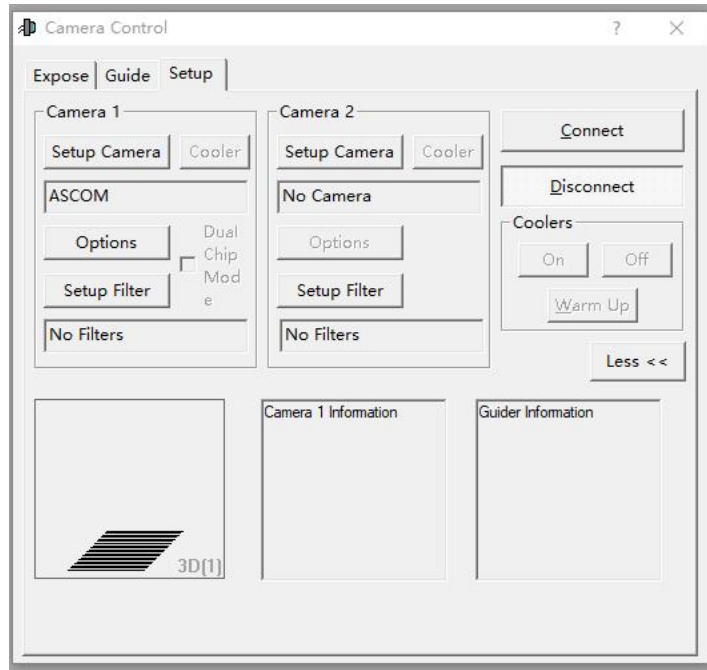 Camera Control
?
Expose Guide Setup
Camera 1
Setup Camera Cooler
ASCOM
Options
Dual
Chip
Mod
e
Setup Filter
No Filters
Camera 2
Setup Camera Cooler
No Camera
Options
Setup Filter
No Filters
Connect
Disconnect
Coolers
On Off
Warm Up
Less <<
3D(1)
Camera 1 Information
Guider Information